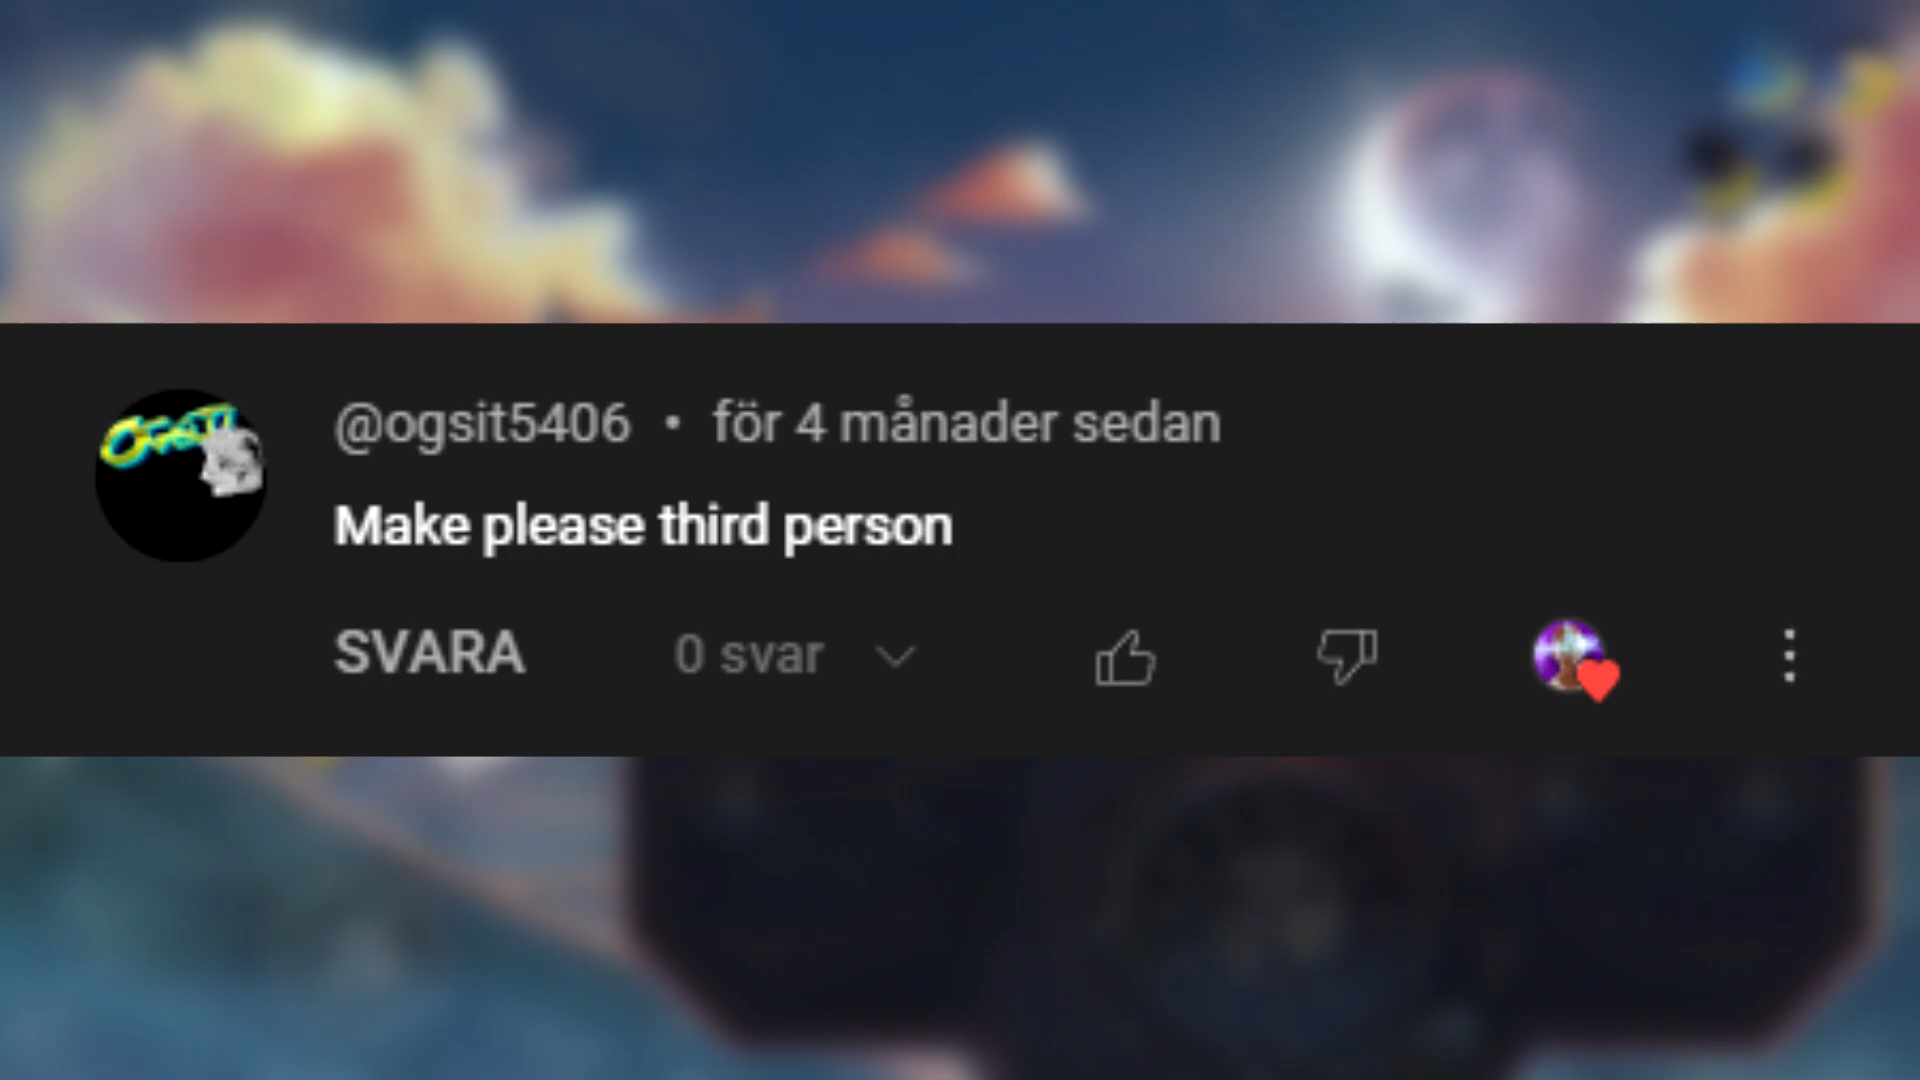 @ogsit5406 • för 4 månader sedan
Make please third person
SVARA 0 svar